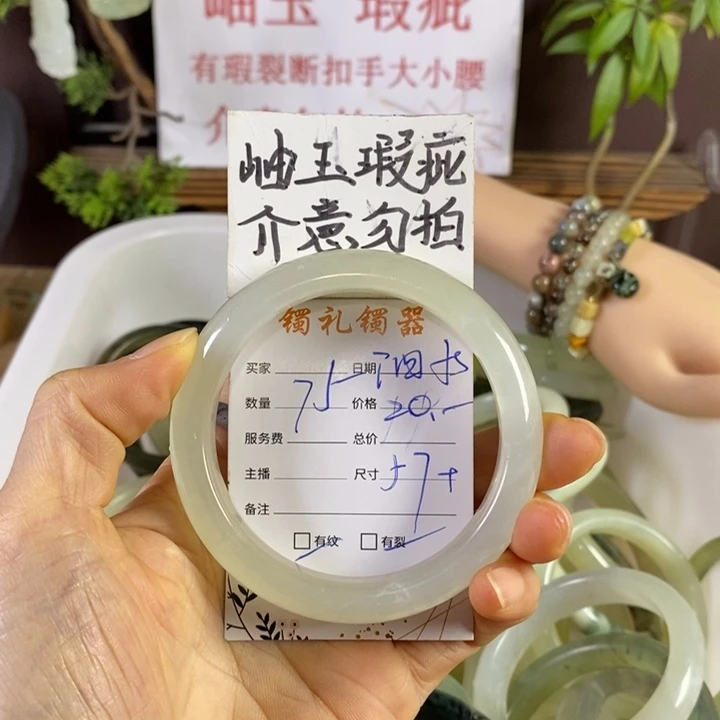 岫玉 瑕疵
有瑕裂断扣手大小腰
岫玉瑕疵
介意勿拍
镯礼镯器
买家 日期
数量 75 价格 20.-
服务费 总价
主播 尺寸 57+
备注
有纹 有裂